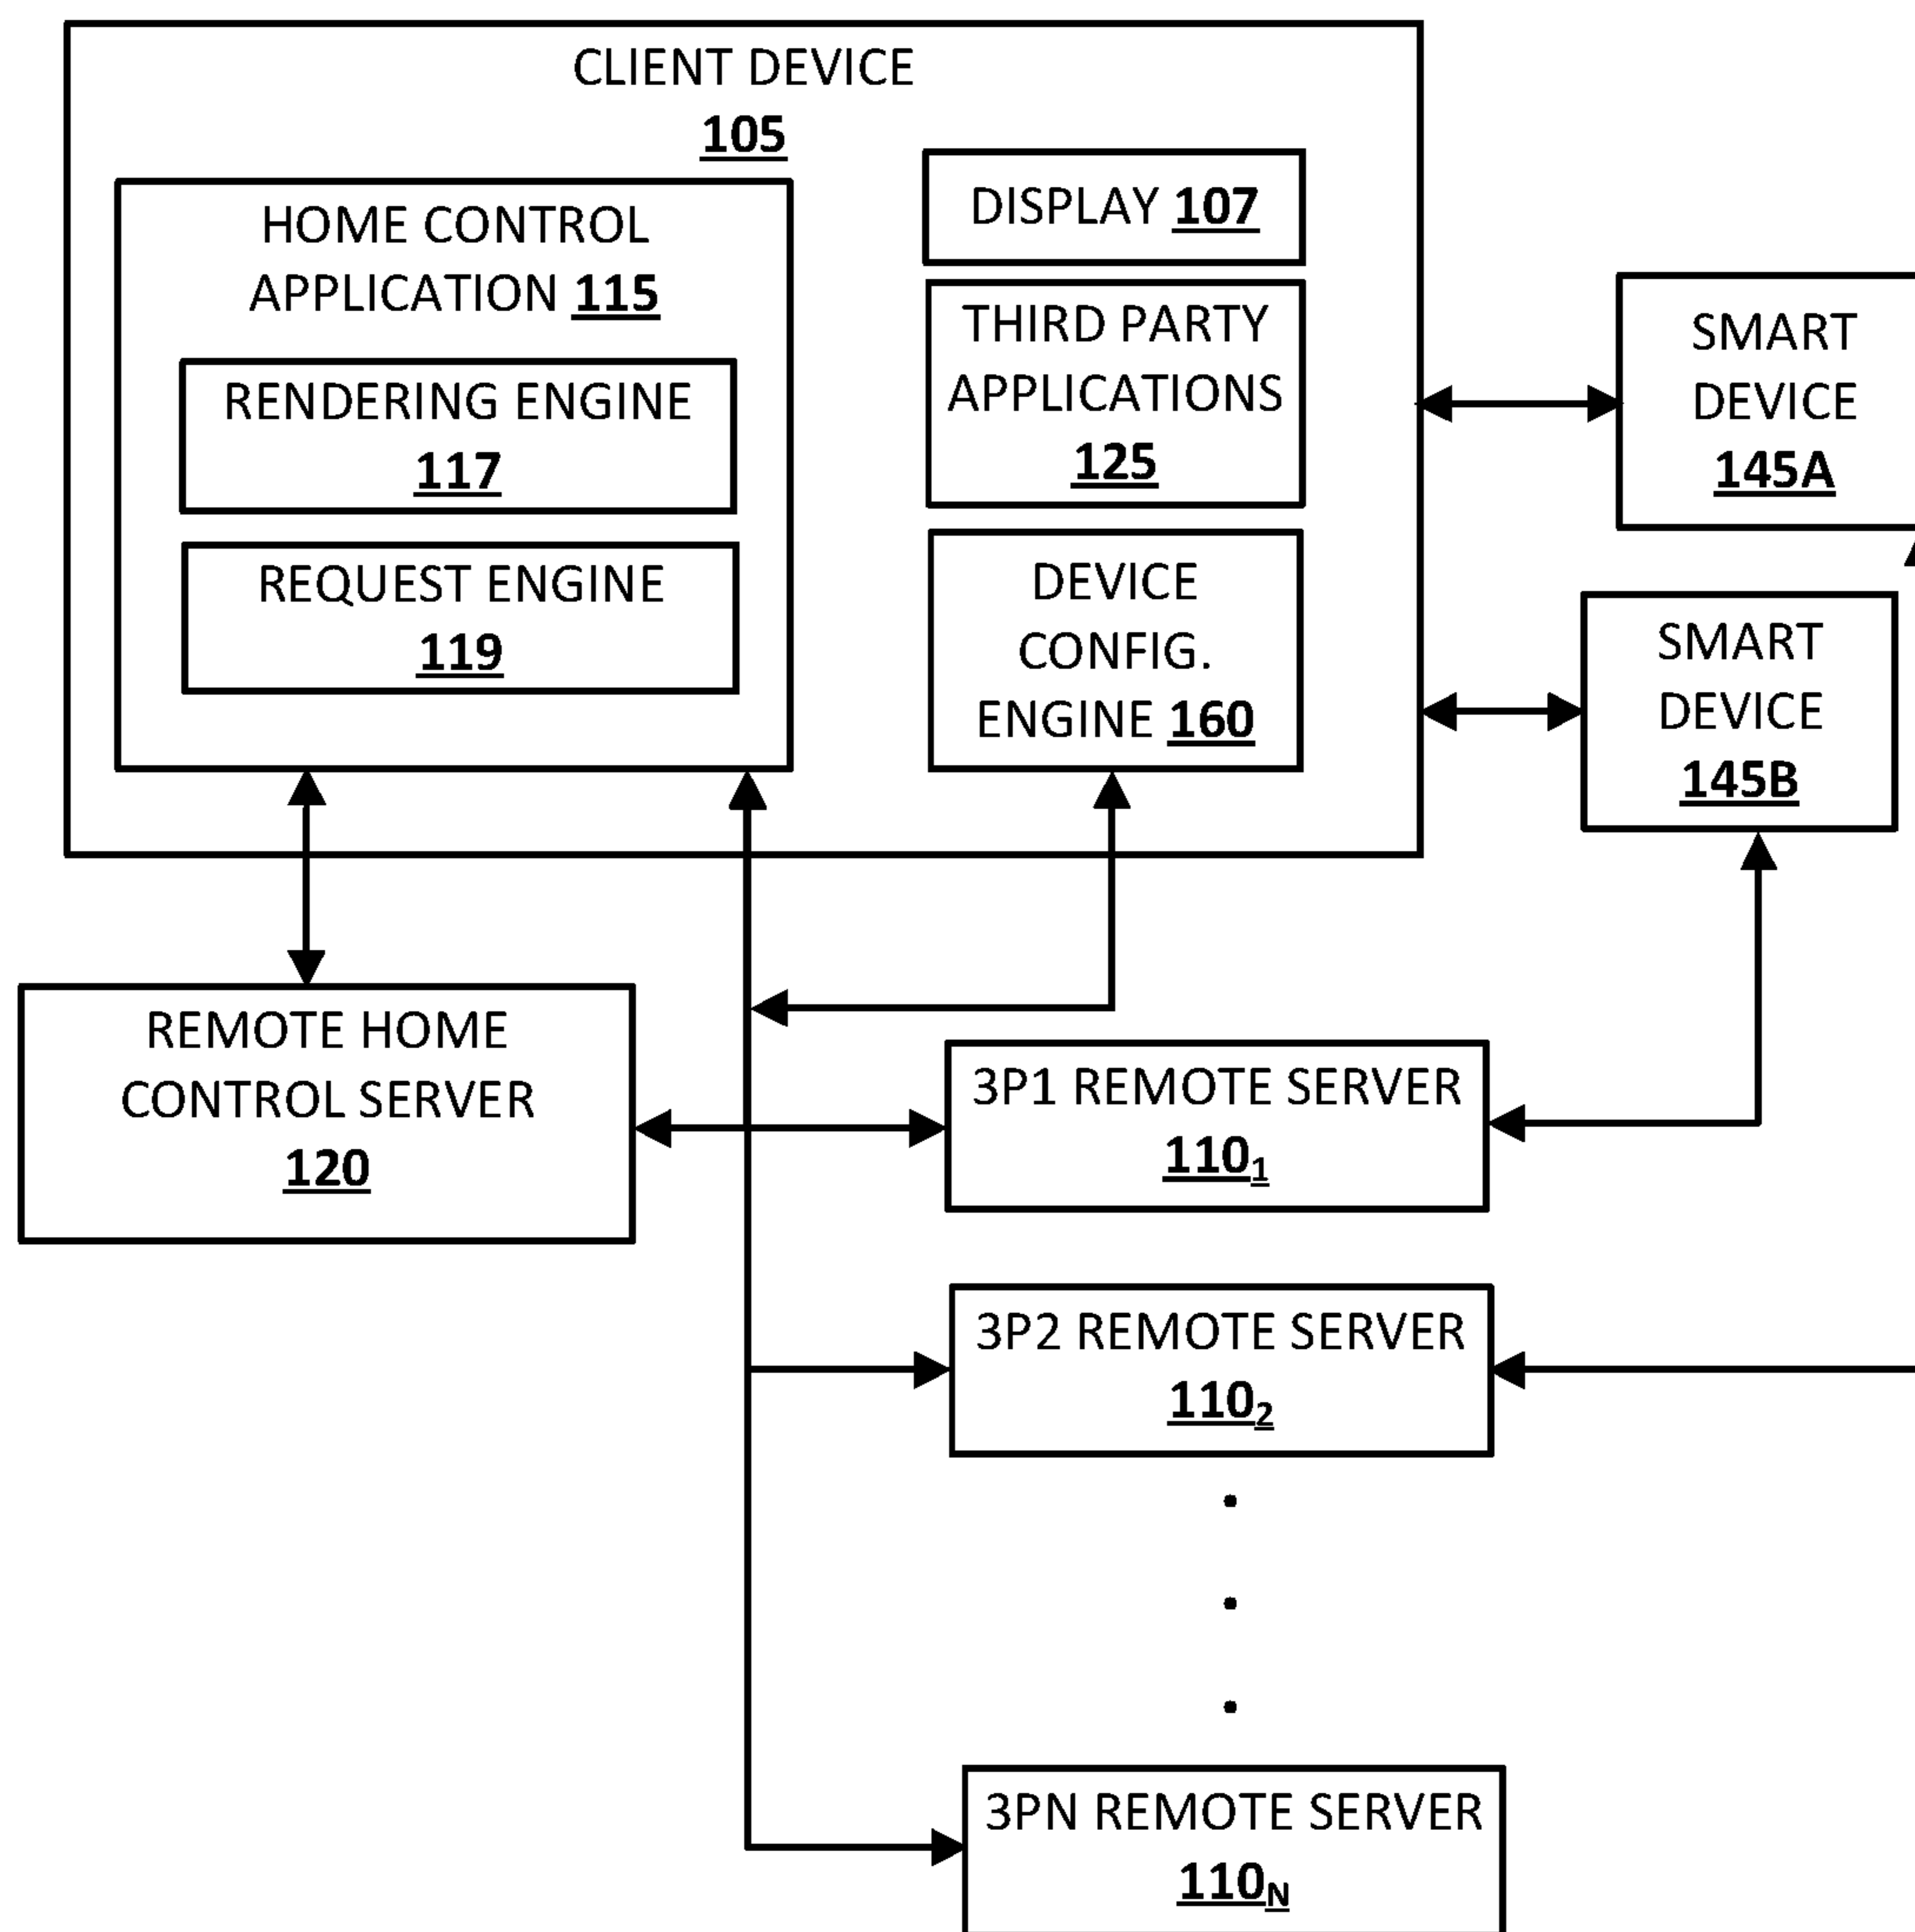 CLIENT DEVICE
105
HOME CONTROL
APPLICATION 115
RENDERING ENGINE
117
REQUEST ENGINE
119
DISPLAY 107
THIRD PARTY
APPLICATIONS
125
DEVICE
CONFIG.
ENGINE 160
SMART
DEVICE
145A
SMART
DEVICE
145B
REMOTE HOME
CONTROL SERVER
120
3P1 REMOTE SERVER
110₁
3P2 REMOTE SERVER
110₂
3PN REMOTE SERVER
110N